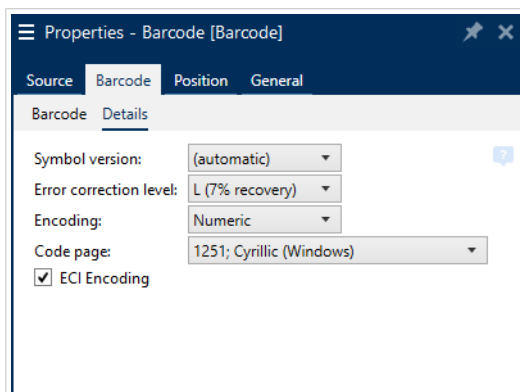 Properties - Barcode [Barcode]
Source Barcode Position General
Barcode Details
Symbol version: (automatic)
?
Error correction level: L (7% recovery)
Encoding: Numeric
Code page: 1251; Cyrillic (Windows)
ECI Encoding